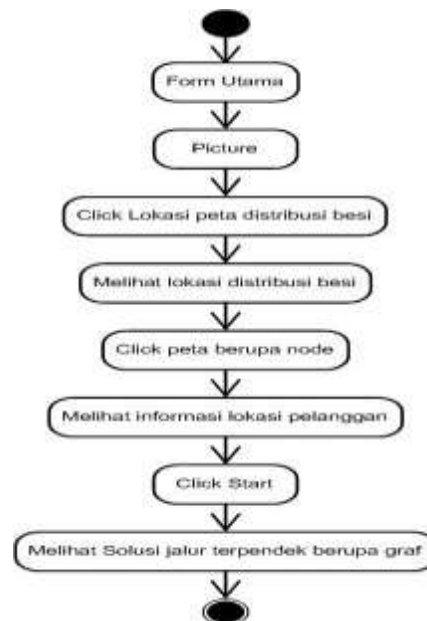 Form Utama
Picture
Click Lokasi peta distribusi besi
Melihat lokasi distribusi besi
Click peta berupa node
Melihat informasi lokasi pelanggan
Click Start
Melihat Solusi jalur terpendek berupa graf